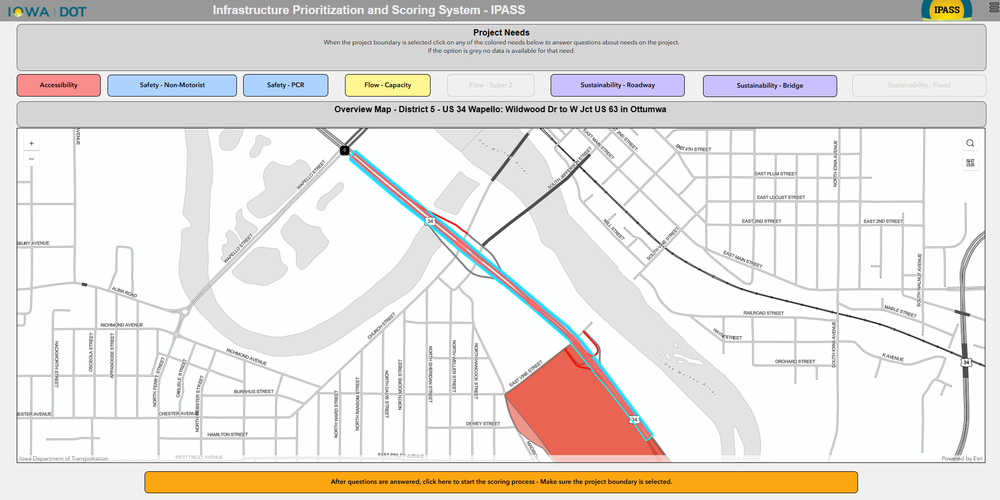 IOWA | DOT
Infrastructure Prioritization and Scoring System - IPASS
IPASS
Project Needs
When the project boundary is selected click on any of the colored needs below to answer questions about needs on the project.
If the option is grey no data is available for that need.
Accessibility
Safety - Non-Motorist
Safety - PCR
Flow - Capacity
Flow - Super 2
Sustainability - Roadway
Sustainability - Bridge
Sustainability - Flood
Overview Map - District 5 - US 34 Wapello: Wildwood Dr to W Jct US 63 in Ottumwa
+
−
AVENUE
0
Des Moines River
EAST MAIN STREET
ST 2ND STREET
EAST 4TH STREET
NORTH IOWA AVENUE
WAPELLO STREET
SOUTH JEFFERSON STREET
EAST PLUM STREET
EAST LOCUST STREET
34
MILL STREET
EAST 2ND STREET
EAST 2ND STREET
SBURY AVENUE
WAPELLO STREET
SOUTH VINE STREET
EAST MAIN STREET
SOUTH WALNUT AVENUE
ALBIA ROAD
RAILROAD STREET
MABLE STREET
RICHMOND AVENUE
CHURCH STREET
HAYNE STREET
SOUTH IOWA AVENUE
HACKWORTH STREET
OSCEOLA STREET
APPANOOSE STREET
RICHMOND AVENUE
NORTH SHERIDAN STREET
NORTH WELLER STREET
NORTH HANCOCK STREET
K AVENUE
ORCHARD STREET
34
NORTH FERRY STREET
CARLISLE STREET
NORTH WEBSTER STREET
NORTH WARD STREET
NORTH RANSOM STREET
NORTH DAVIS STREET
NORTH MOORE STREET
EAST VINE STREET
Des Moines River
BURRHUS STREET
HESTER AVENUE
CHESTER AVENUE
34
DEWEY STREET
HAMILTON STREET
MADISON A
WEST FINLEY AVENUE
EAST FINLEY AVENUE
Iowa Department of Transportation
Powered by Esri
After questions are answered, click here to start the scoring process - Make sure the project boundary is selected.